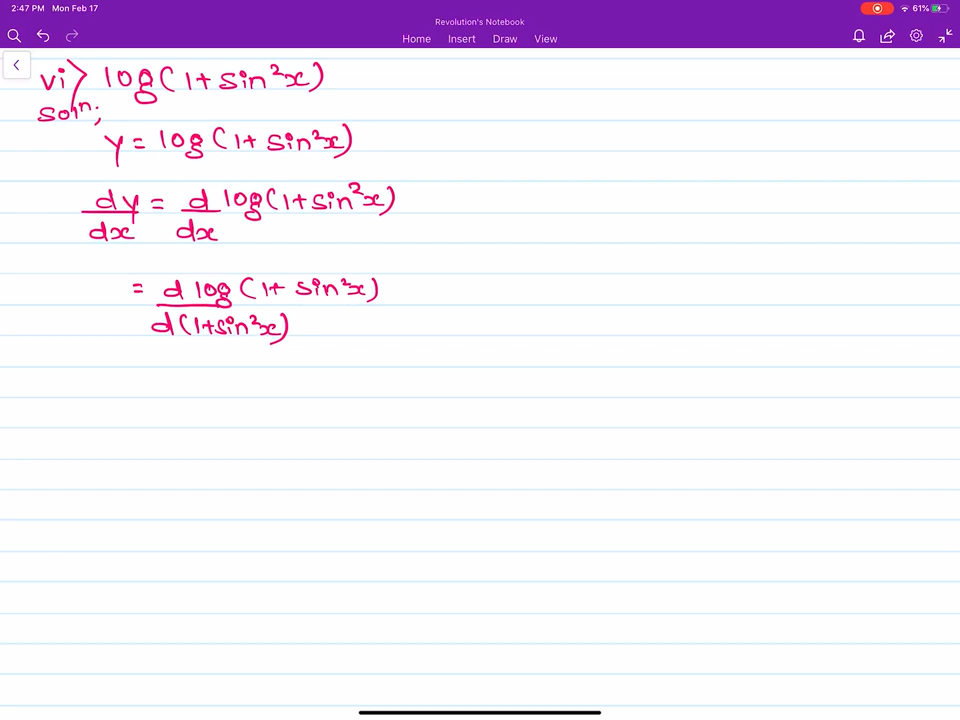 2:47 PM Mon Feb 17
61%
Revolution's Notebook
Home Insert Draw View
vi> log(1+sin²x)
soln;
y = log(1+ sin²x)
dy/dx = d/dx log(1+sin²x)
= d log(1+ sin²x)/d(1+sin²x)